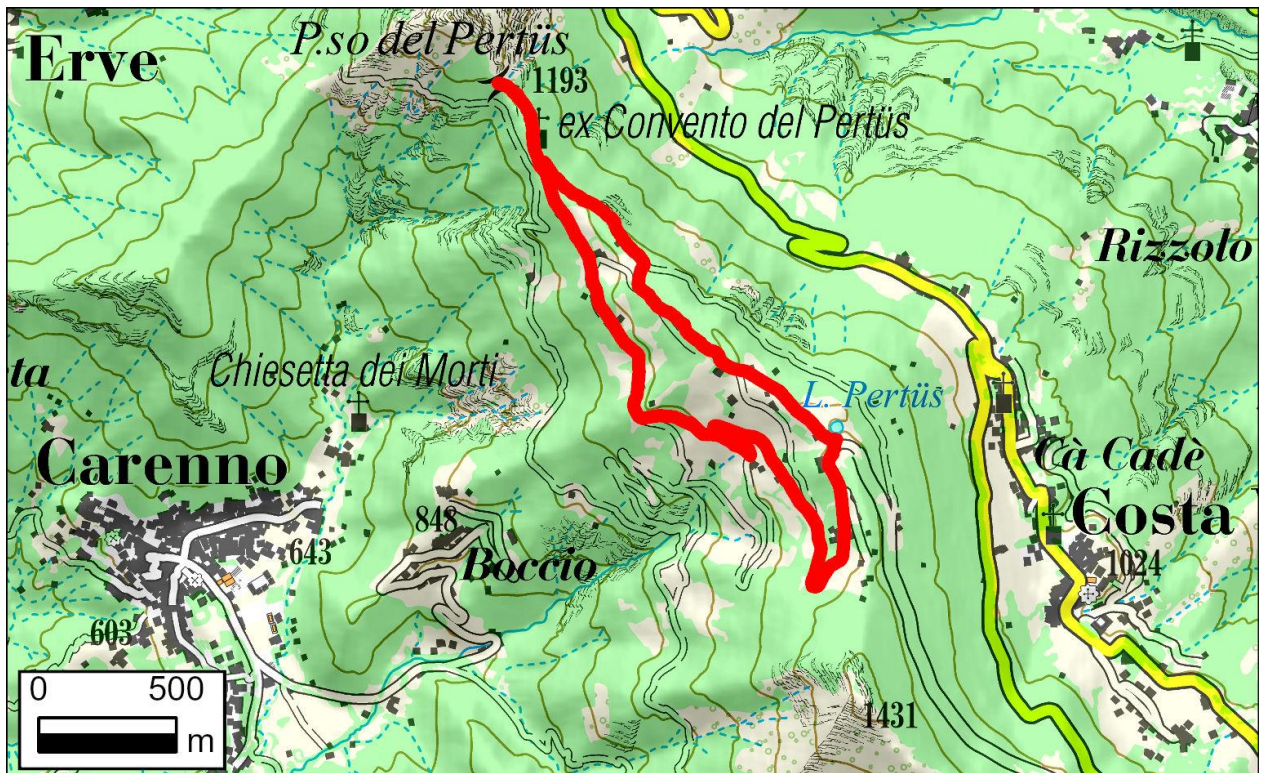 P.so del Pertüs
Erve
1193
ex Convento del Pertüs
Rizzolo
ta
Chiesetta dei Morti
L. Pertüs
Cà Cadè
Carenno
Costa
848
643
Boccio
1024
603
0 500
m
1431